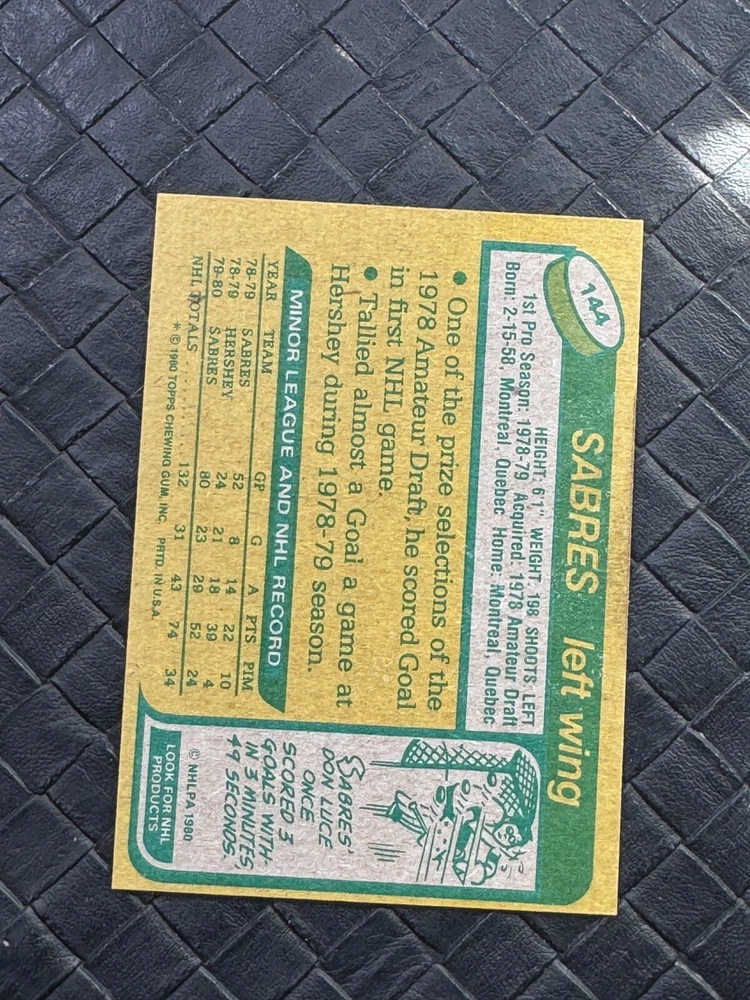 144
SABRES left wing
HEIGHT: 6'1" WEIGHT: 198 SHOOTS: LEFT
1st Pro Season: 1978-79 Acquired: 1978 Amateur Draft
Born: 2-15-58, Montreal, Quebec Home: Montreal, Quebec
• One of the prize selections of the
1978 Amateur Draft, he scored Goal
in first NHL game.
• Tallied almost a Goal a game at
Hershey during 1978-79 season.
MINOR LEAGUE AND NHL RECORD
YEAR TEAM GP G A PTS PIM
78-79 SABRES 52 8 14 22 10
78-79 HERSHEY 24 21 18 39 4
79-80 SABRES 80 23 29 52 24
NHL TOTALS 132 31 43 74 34
* © 1980 TOPPS CHEWING GUM, INC. PRTD. IN U.S.A.
SABRES'
DON LUCE
ONCE
SCORED 3
GOALS WITH-
IN 3 MINUTES,
49 SECONDS.
© NHLPA 1980
LOOK FOR NHL
PRODUCTS